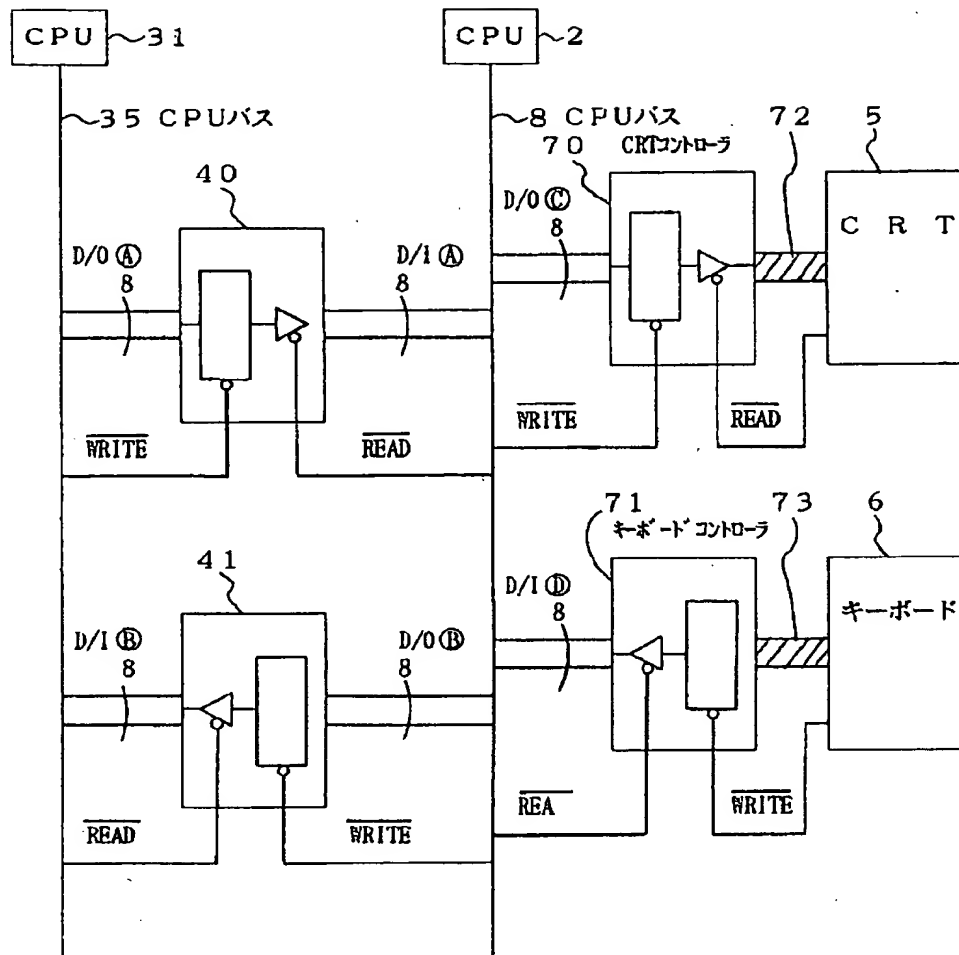 CPU 31
CPU 2
35 CPUバス
8 CPUバス
72
5
70 CRTコントローラ
40
D/O Ⓒ
8
CRT
D/O Ⓐ
8
D/I Ⓐ
8
WRITE
READ
WRITE
READ
71 キーボードコントローラ
73
6
41
D/I Ⓓ
8
キーボード
D/I Ⓑ
8
D/O Ⓑ
8
REA
WRITE
READ
WRITE